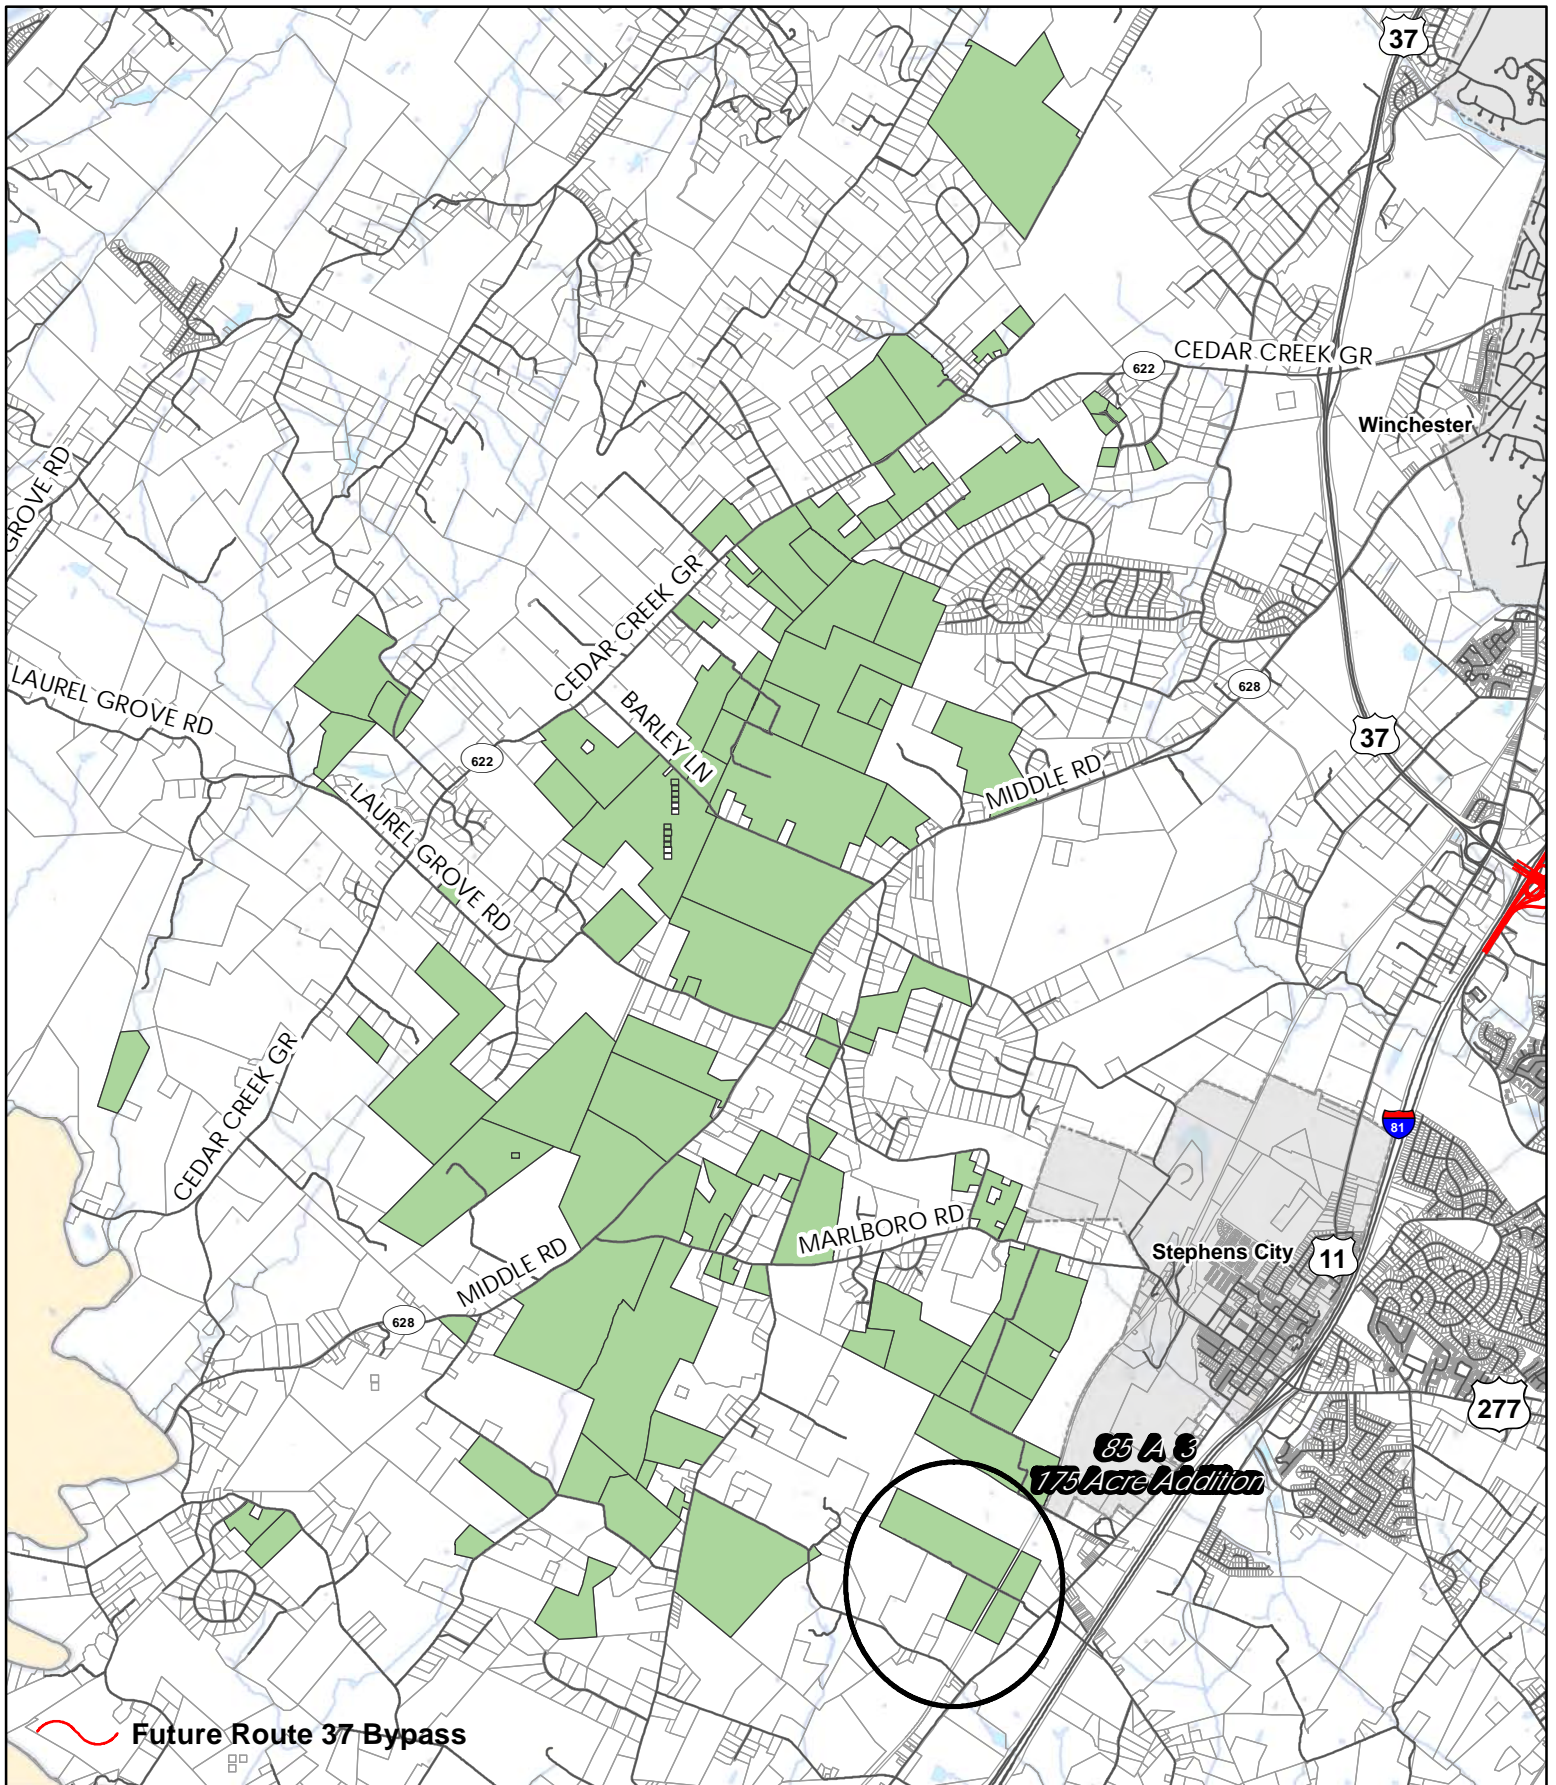 37
CEDAR CREEK GR
622
Winchester
GROVE RD
CEDAR CREEK GR
LAUREL GROVE RD
BARLEY LN
628
37
622
MIDDLE RD
LAUREL GROVE RD
CEDAR CREEK GR
81
MARLBORO RD
Stephens City
11
MIDDLE RD
628
277
85 A 3
175 Acre Addition
Future Route 37 Bypass